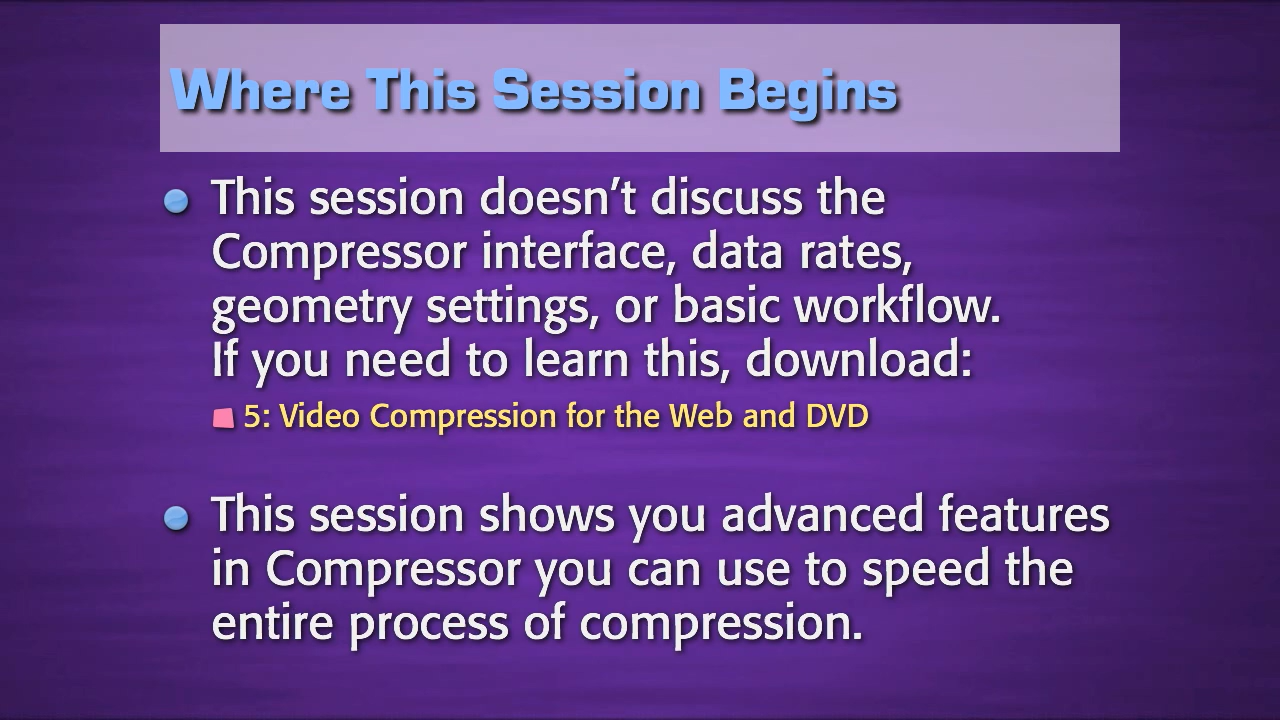 Where This Session Begins
This session doesn’t discuss the
Compressor interface, data rates,
geometry settings, or basic workflow.
If you need to learn this, download:
5: Video Compression for the Web and DVD
This session shows you advanced features
in Compressor you can use to speed the
entire process of compression.